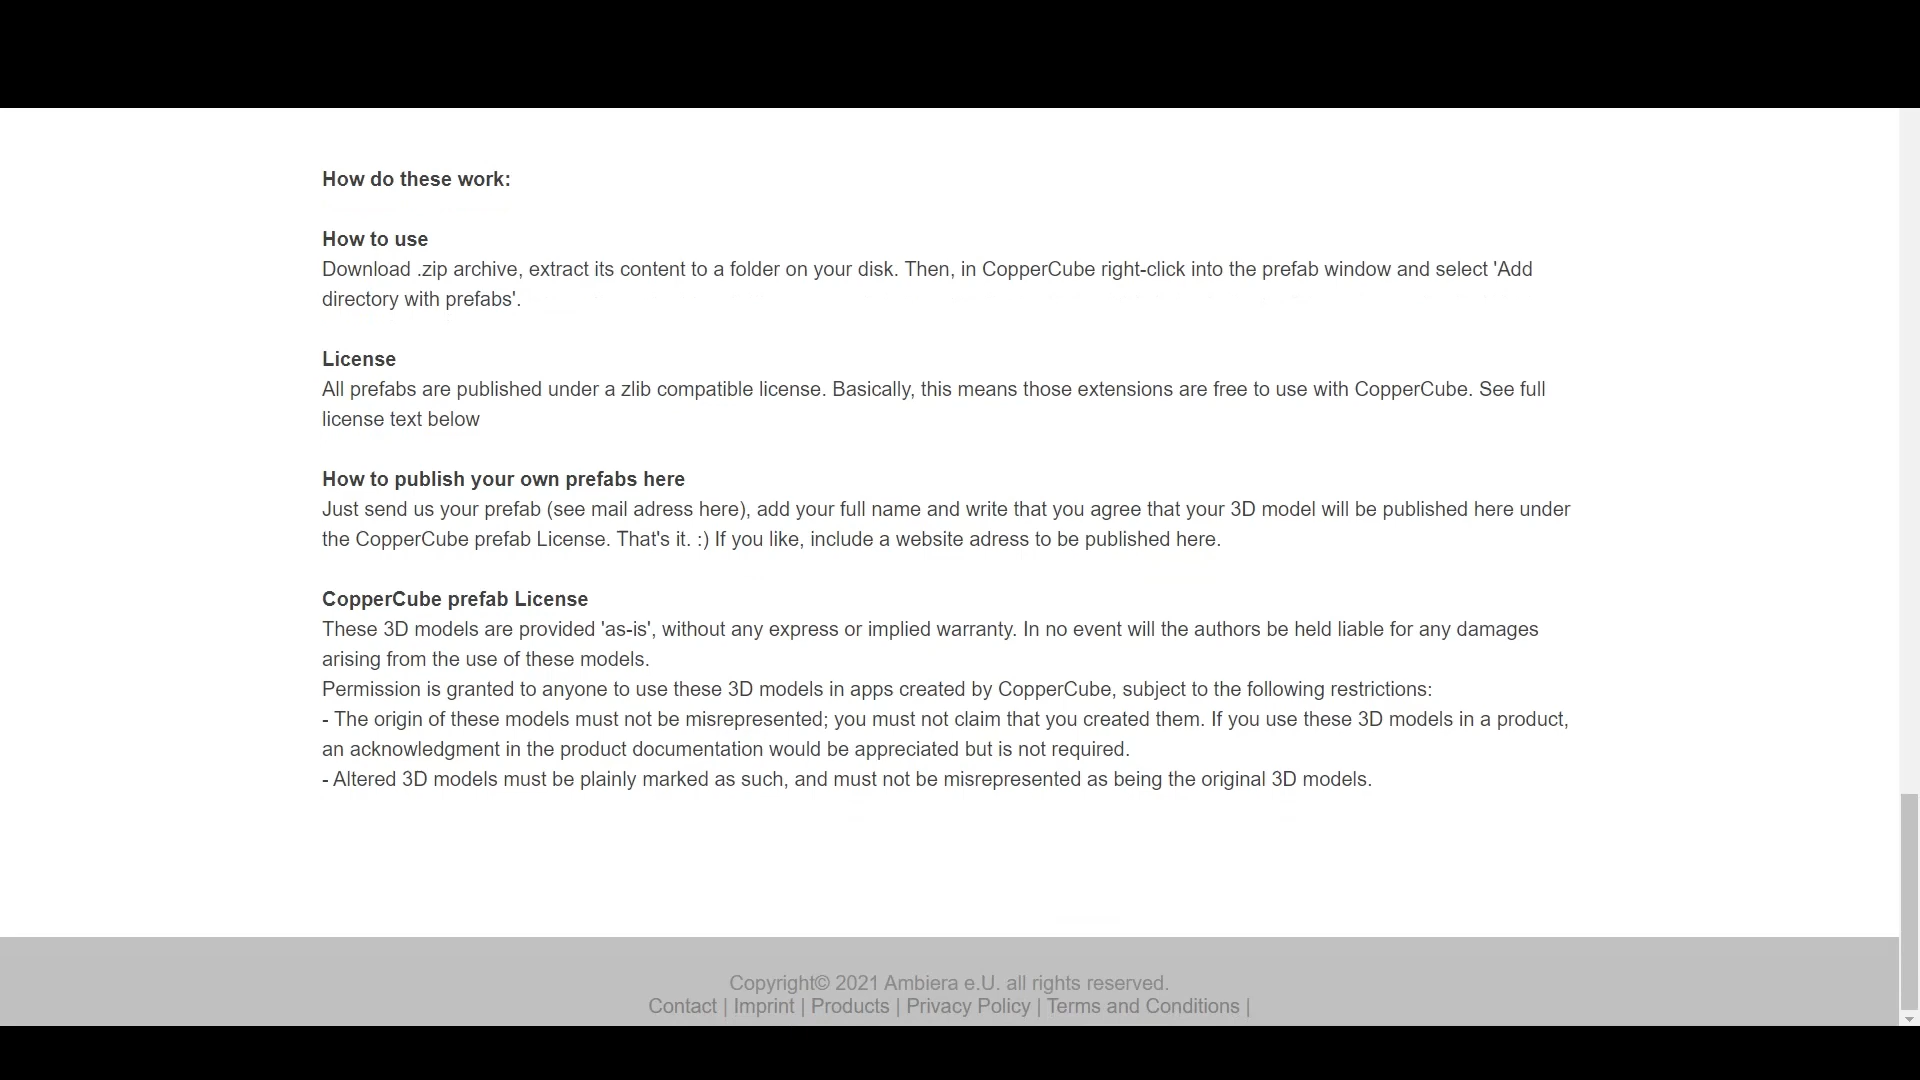 How do these work:
How to use
Download .zip archive, extract its content to a folder on your disk. Then, in CopperCube right-click into the prefab window and select 'Add
directory with prefabs'.
License
All prefabs are published under a zlib compatible license. Basically, this means those extensions are free to use with CopperCube. See full
license text below
How to publish your own prefabs here
Just send us your prefab (see mail adress here), add your full name and write that you agree that your 3D model will be published here under
the CopperCube prefab License. That's it. :) If you like, include a website adress to be published here.
CopperCube prefab License
These 3D models are provided 'as-is', without any express or implied warranty. In no event will the authors be held liable for any damages
arising from the use of these models.
Permission is granted to anyone to use these 3D models in apps created by CopperCube, subject to the following restrictions:
- The origin of these models must not be misrepresented; you must not claim that you created them. If you use these 3D models in a product,
an acknowledgment in the product documentation would be appreciated but is not required.
- Altered 3D models must be plainly marked as such, and must not be misrepresented as being the original 3D models.
Copyright© 2021 Ambiera e.U. all rights reserved.
Contact | Imprint | Products | Privacy Policy | Terms and Conditions |